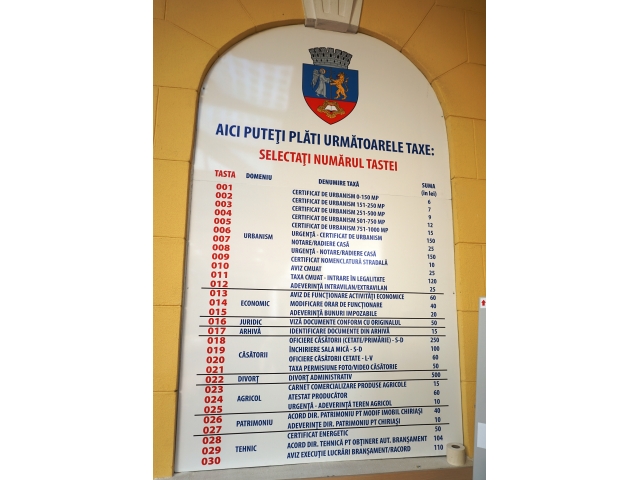 AICI PUTEȚI PLĂTI URMĂTOARELE TAXE:
SELECTAȚI NUMĂRUL TASTEI
TASTA DOMENIU DENUMIRE TAXĂ SUMA
(în lei)
001 CERTIFICAT DE URBANISM 0-150 MP 6
002 CERTIFICAT DE URBANISM 151-250 MP 7
003 CERTIFICAT DE URBANISM 251-500 MP 9
004 CERTIFICAT DE URBANISM 501-750 MP 12
005 CERTIFICAT DE URBANISM 751-1000 MP 15
006 URGENȚĂ - CERTIFICAT DE URBANISM 150
007 URBANISM NOTARE/RADIERE CASĂ 25
008 URGENȚĂ - NOTARE/RADIERE CASĂ 150
009 CERTIFICAT NOMENCLATURĂ STRADALĂ 10
010 AVIZ CMUAT 25
011 TAXA CMUAT - INTRARE ÎN LEGALITATE 120
012 ADEVERINȚĂ INTRAVILAN/EXTRAVILAN 25
013 AVIZ DE FUNCȚIONARE ACTIVITĂȚI ECONOMICE 60
014 ECONOMIC MODIFICARE ORAR DE FUNCȚIONARE 40
015 ADEVERINȚĂ BUNURI IMPOZABILE 20
016 JURIDIC VIZĂ DOCUMENTE CONFORM CU ORIGINALUL 50
017 ARHIVĂ IDENTIFICARE DOCUMENTE DIN ARHIVĂ 15
018 OFICIERE CĂSĂTORII (CETATE/PRIMĂRIE) - S-D 250
019 CĂSĂTORII ÎNCHIRIERE SALA MICĂ - S-D 100
020 OFICIERE CĂSĂTORII CETATE - L-V 60
021 TAXA PERMISIUNE FOTO/VIDEO CĂSĂTORIE 50
022 DIVORȚ DIVORȚ ADMINISTRATIV 500
023 CARNET COMERCIALIZARE PRODUSE AGRICOLE 15
024 AGRICOL ATESTAT PRODUCĂTOR 60
025 URGENȚĂ - ADEVERINȚĂ TEREN AGRICOL 10
026 PATRIMONIU ACORD DIR. PATRIMONIU PT MODIF IMOBIL CHIRIAȘI 40
027 ADEVERINȚE DIR. PATRIMONIU PT CHIRIAȘI 10
028 CERTIFICAT ENERGETIC 50
029 TEHNIC ACORD DIR. TEHNICĂ PT OBȚINERE AUT. BRANȘAMENT 104
030 AVIZ EXECUȚIE LUCRĂRI BRANȘAMENT/RACORD 110